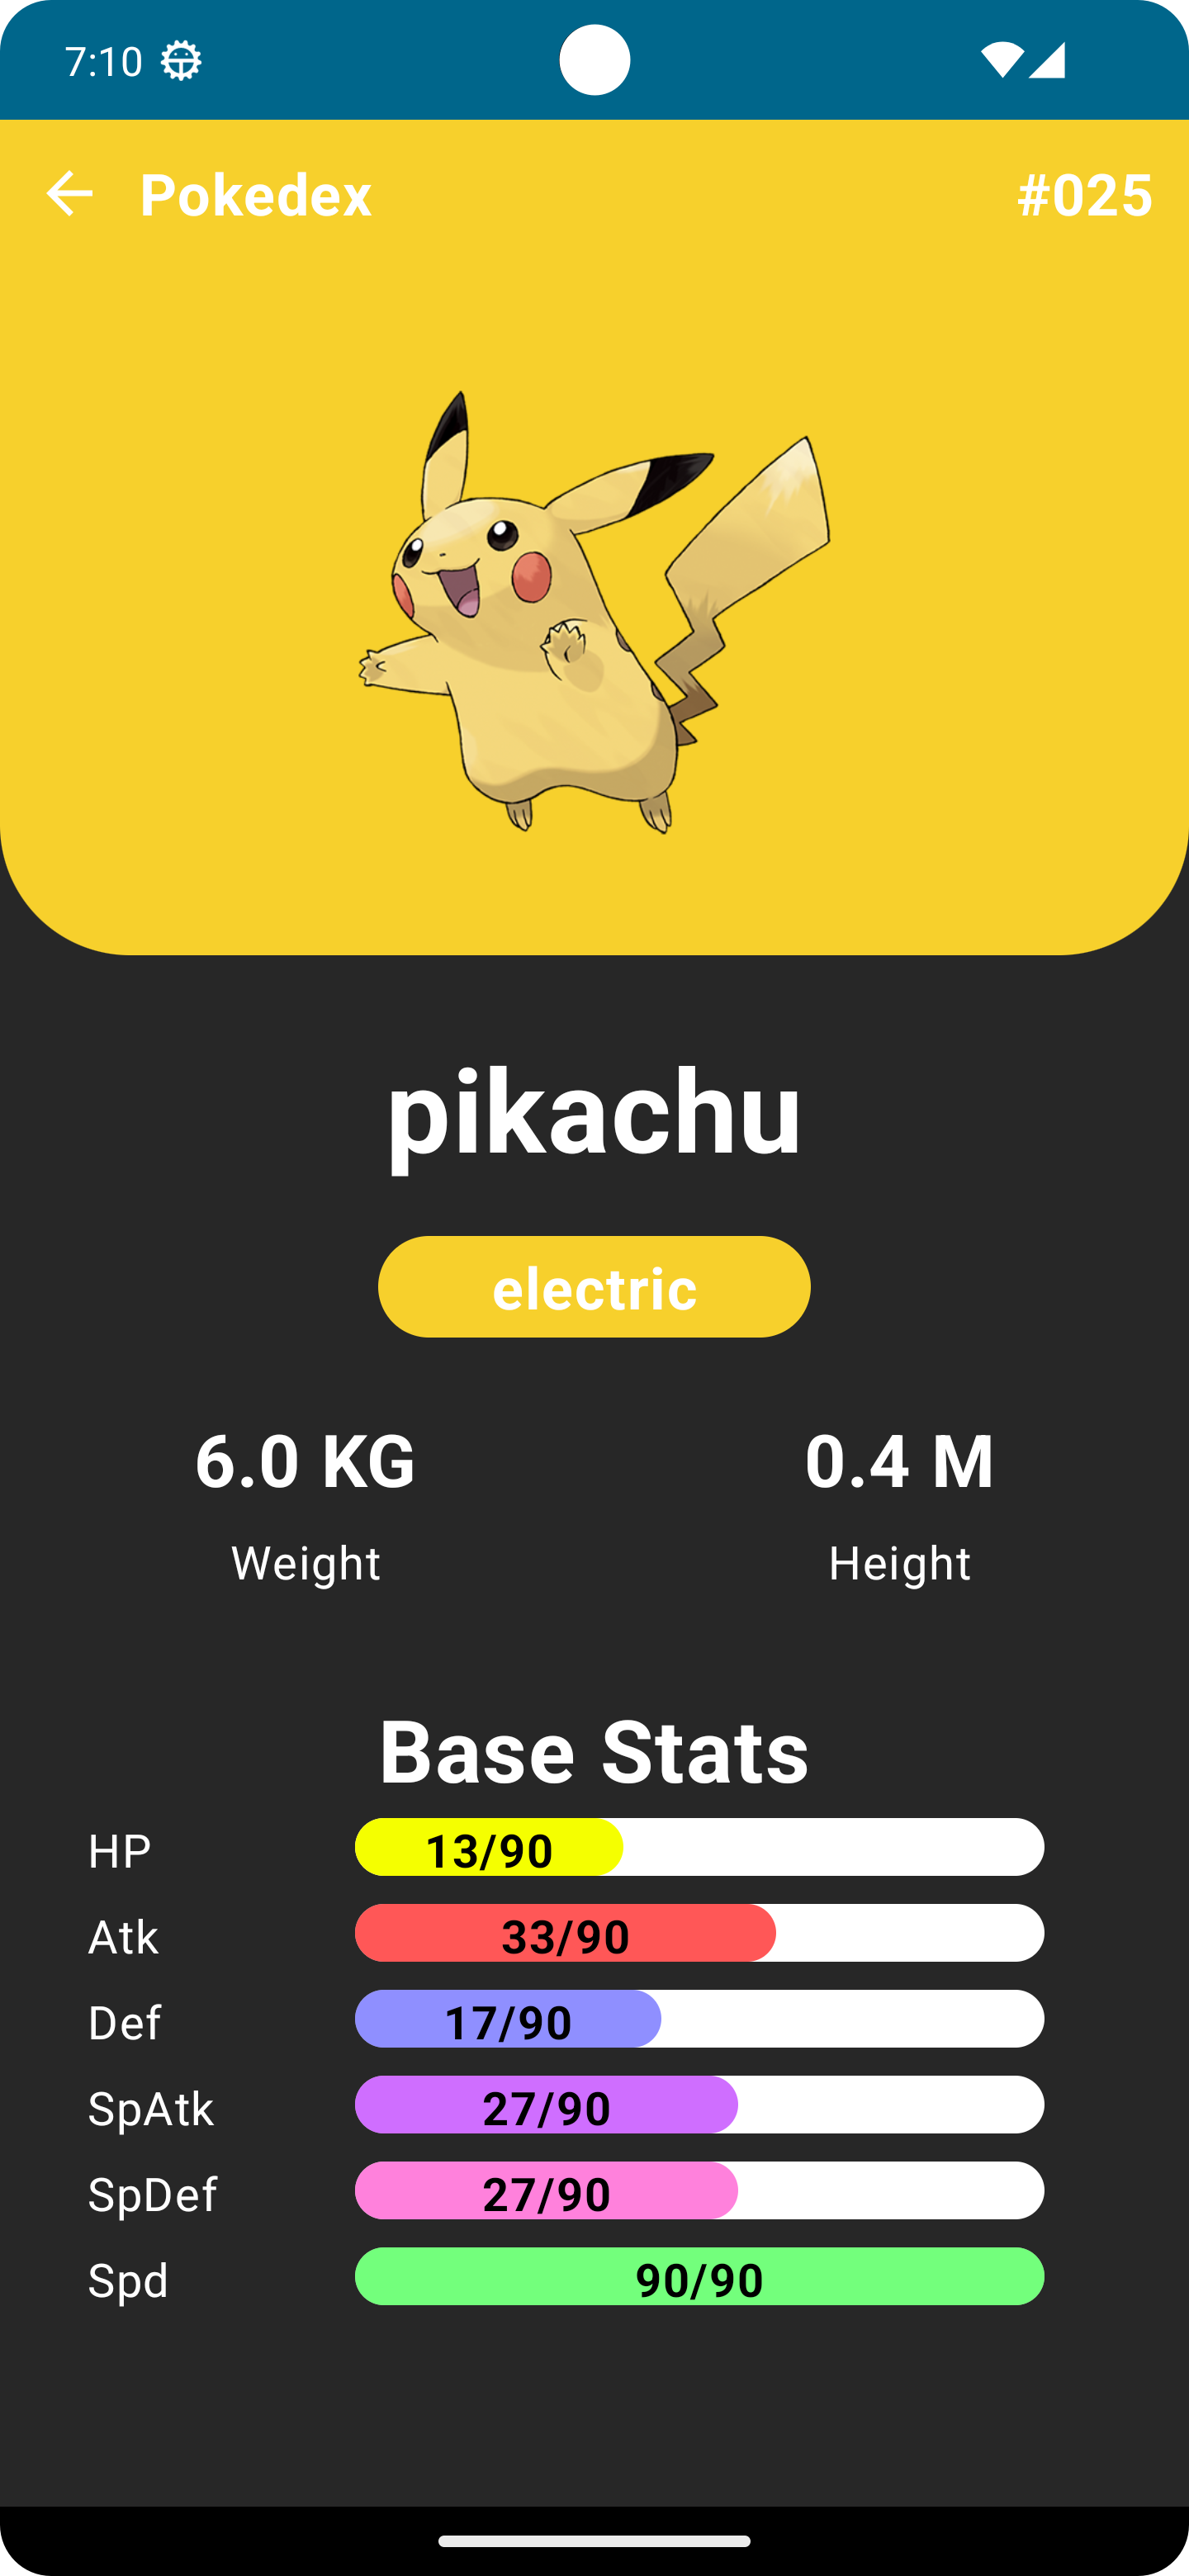 7:10
Pokedex #025
pikachu
electric
6.0 KG 0.4 M
Weight Height
Base Stats
HP 13/90
Atk 33/90
Def 17/90
SpAtk 27/90
SpDef 27/90
Spd 90/90